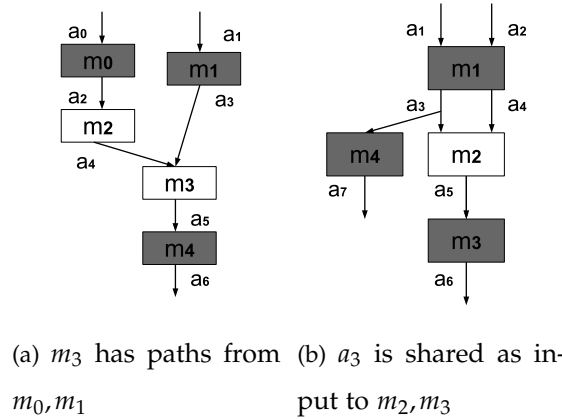 a0
a1
a1
a2
m0
m1
m1
a2
a3
a3
a4
m2
m4
m2
a4
m3
a7
a5
a5
m4
m3
a6
a6
(a) m3 has paths from
m0, m1
(b) a3 is shared as in-
put to m2, m3